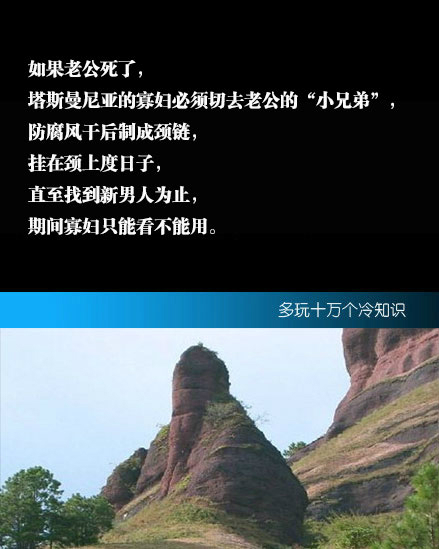 如果老公死了，
塔斯曼尼亚的寡妇必须切去老公的“小兄弟”，
防腐风干后制成颈链，
挂在颈上度日子，
直至找到新男人为止，
期间寡妇只能看不能用。
多玩十万个冷知识